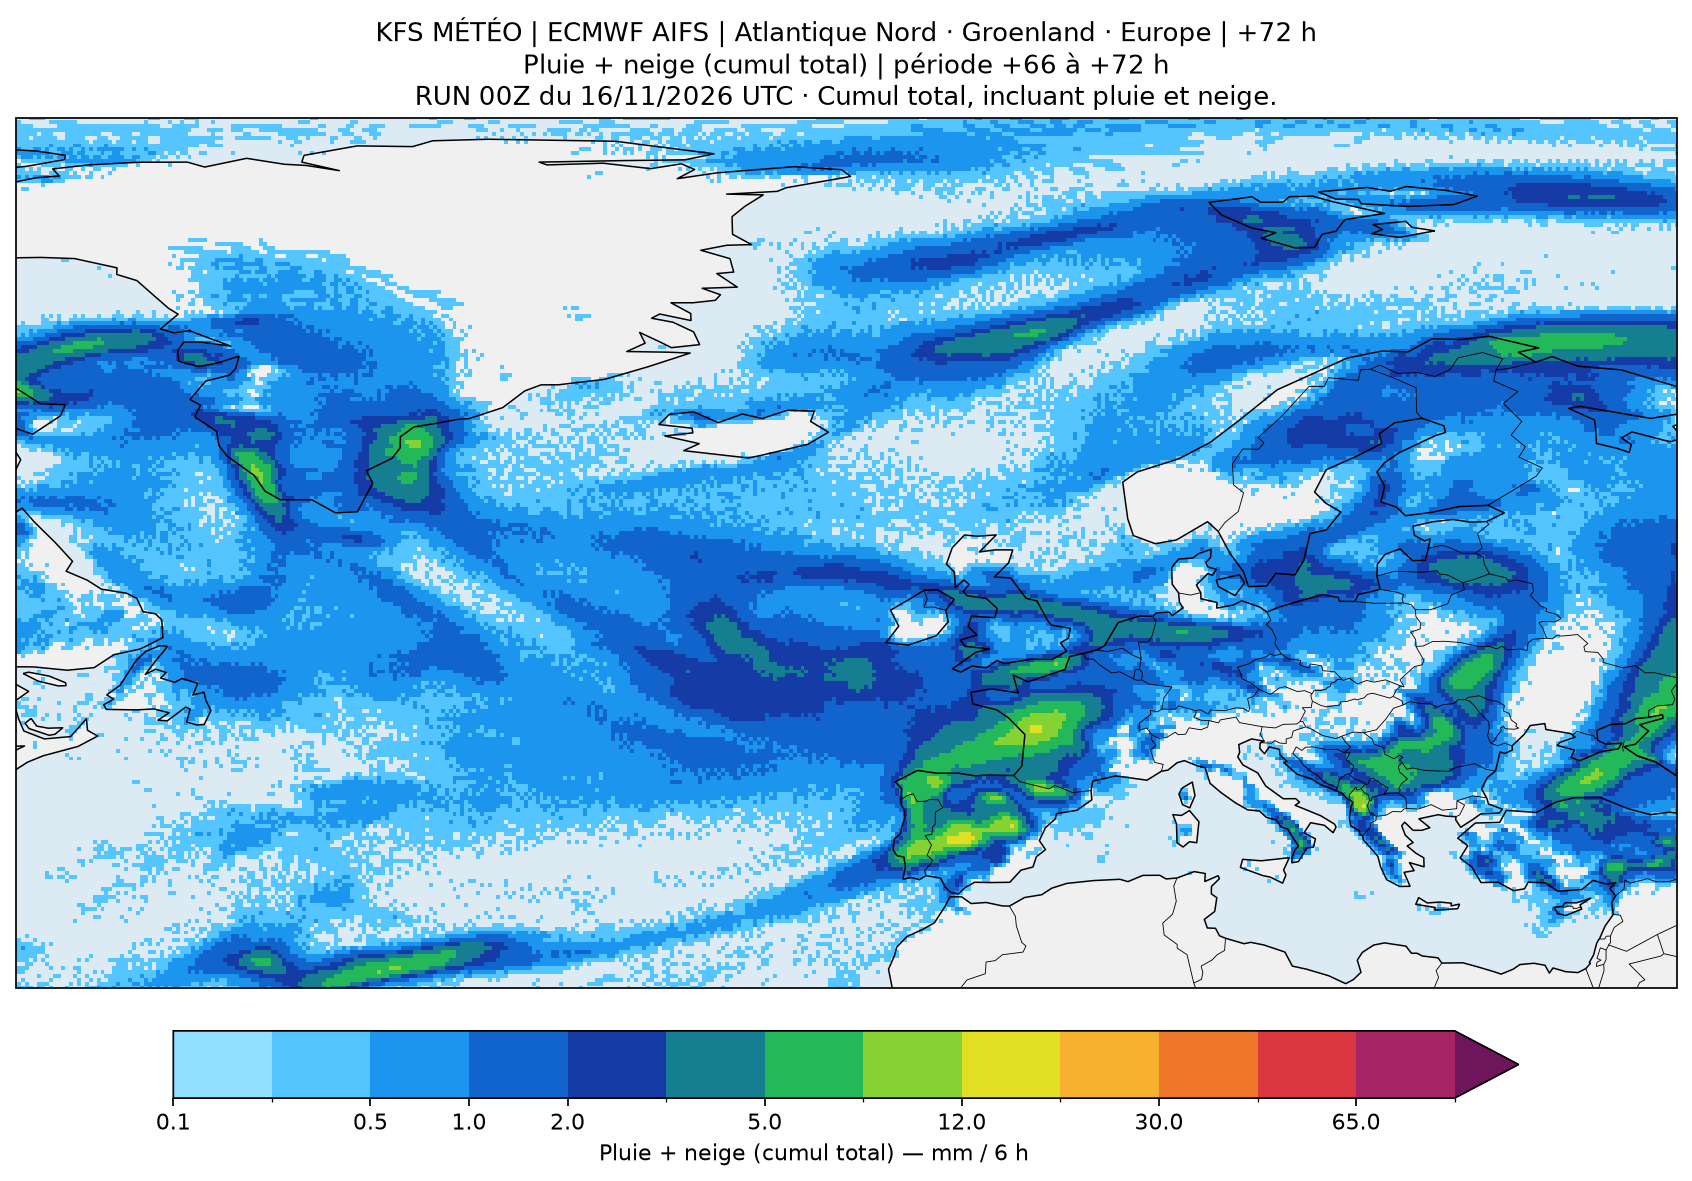 KFS MÉTÉO | ECMWF AIFS | Atlantique Nord · Groenland · Europe | +72 h
Pluie + neige (cumul total) | période +66 à +72 h
RUN 00Z du 16/11/2026 UTC · Cumul total, incluant pluie et neige.
0.1 0.5 1.0 2.0 5.0 12.0 30.0 65.0
Pluie + neige (cumul total) — mm / 6 h